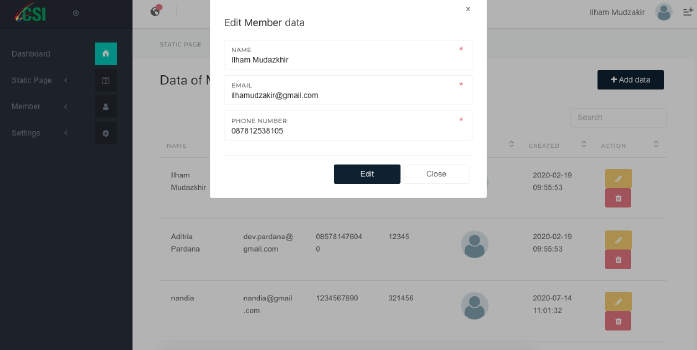 CSI
Ilham Mudzakir
Edit Member data
x
NAME *
Ilham Mudazkhir
EMAIL *
ilhamudzakir@gmail.com
PHONE NUMBER *
087812538105
Edit Close
Dashboard
Static Page
Member
Settings
STATIC PAGE
Data of M
+ Add data
Search
NAME CREATED ACTION
Ilham 2020-02-19
Mudazkhir 09:55:53
Aditria dev.pardana@ 08578147604 12345 2020-02-19
Pardana gmail.com 0 09:55:53
nandia nandia@gmail 1234567890 321456 2020-07-14
.com 11:01:32